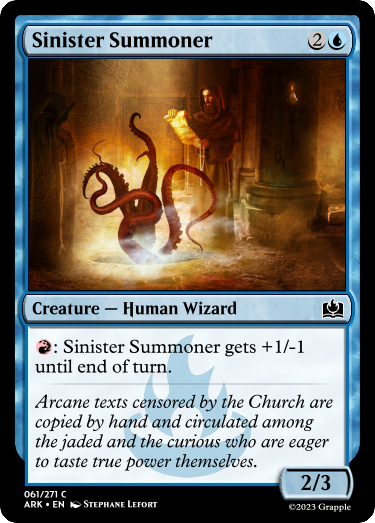 Sinister Summoner 2
Creature — Human Wizard
: Sinister Summoner gets +1/-1
until end of turn.
Arcane texts censored by the Church are
copied by hand and circulated among
the jaded and the curious who are eager
to taste true power themselves.
2/3
061/271 C
ARK • EN Stephane Lefort
©2023 Grapple